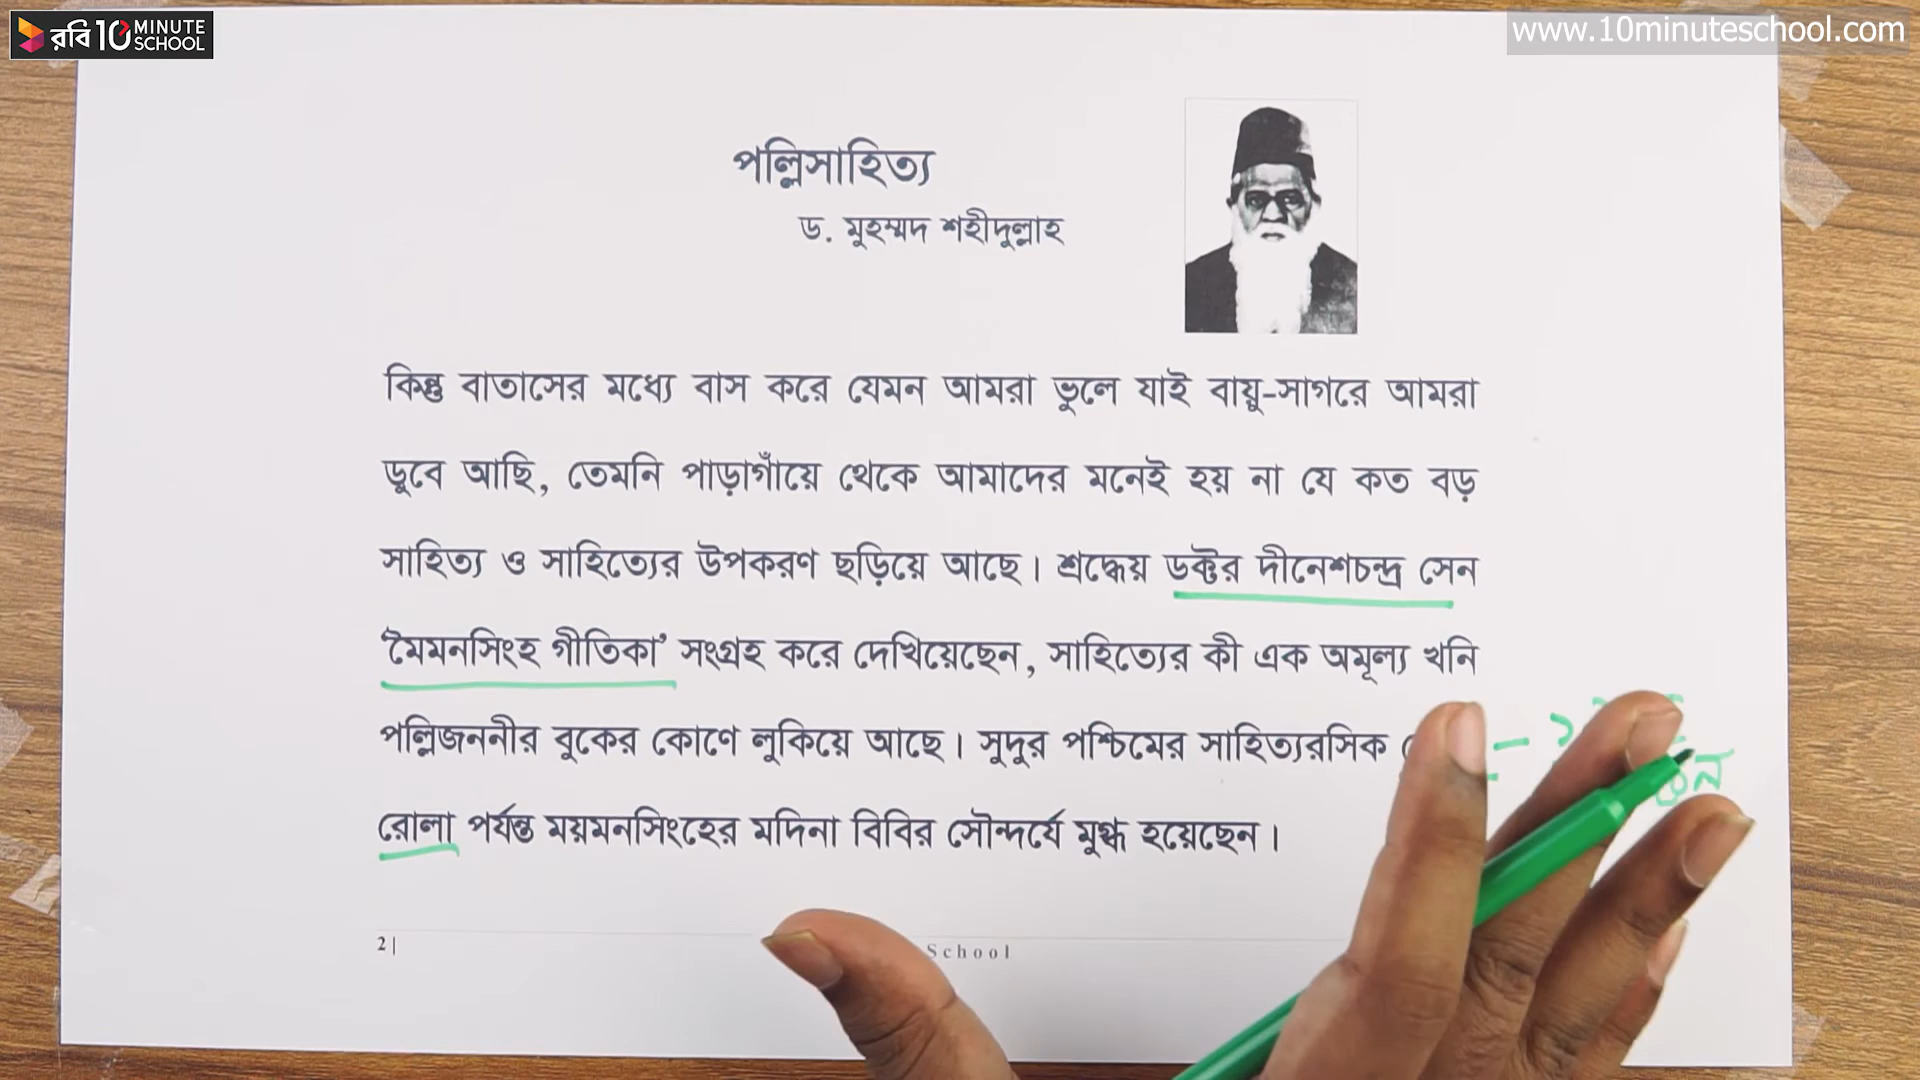 রবি 10 MINUTE SCHOOL
www.10minuteschool.com
পল্লিসাহিত্য
ড. মুহম্মদ শহীদুল্লাহ
কিন্তু বাতাসের মধ্যে বাস করে যেমন আমরা ভুলে যাই বায়ু-সাগরে আমরা
ডুবে আছি, তেমনি পাড়াগাঁয়ে থেকে আমাদের মনেই হয় না যে কত বড়
সাহিত্য ও সাহিত্যের উপকরণ ছড়িয়ে আছে। শ্রদ্ধেয় ডক্টর দীনেশচন্দ্র সেন
‘মৈমনসিংহ গীতিকা’ সংগ্রহ করে দেখিয়েছেন, সাহিত্যের কী এক অমূল্য খনি
পল্লিজননীর বুকের কোণে লুকিয়ে আছে। সুদুর পশ্চিমের সাহিত্যরসিক
রোলা পর্যন্ত ময়মনসিংহের মদিনা বিবির সৌন্দর্যে মুগ্ধ হয়েছেন।
2| School